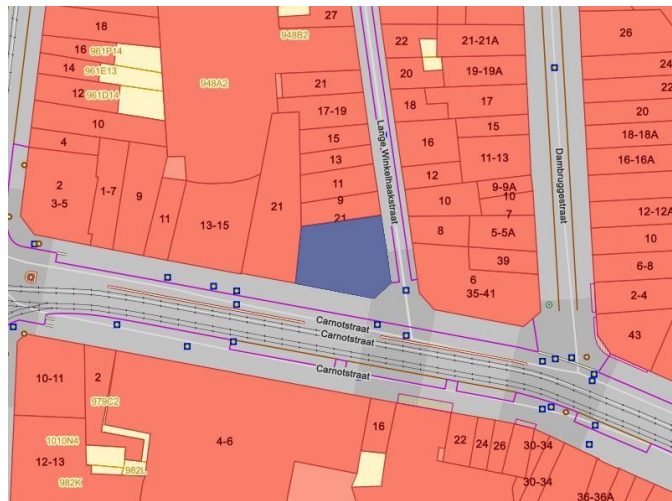 18
27
948B2
22
21-21A
26
16
961P14
14
961E13
948A2
21
20
19-19A
24
12
961D14
17-19
18
17
22
10
15
16
15
20
4
13
11-13
18-18A
2
3-5
1-7
9
11
13-15
21
11
9
21
12
10
9-9A
10
7
16-16A
12-12A
8
5-5A
10
39
6-8
6
35-41
2-4
43
Lange Winkelhaakstraat
Dambruggestraat
Carnotstraat
Carnotstraat
Carnotstraat
10-11
2
979C2
4-6
16
1010N4
12-13
982K
982L
22
24
26
30-34
30-34
36-36A